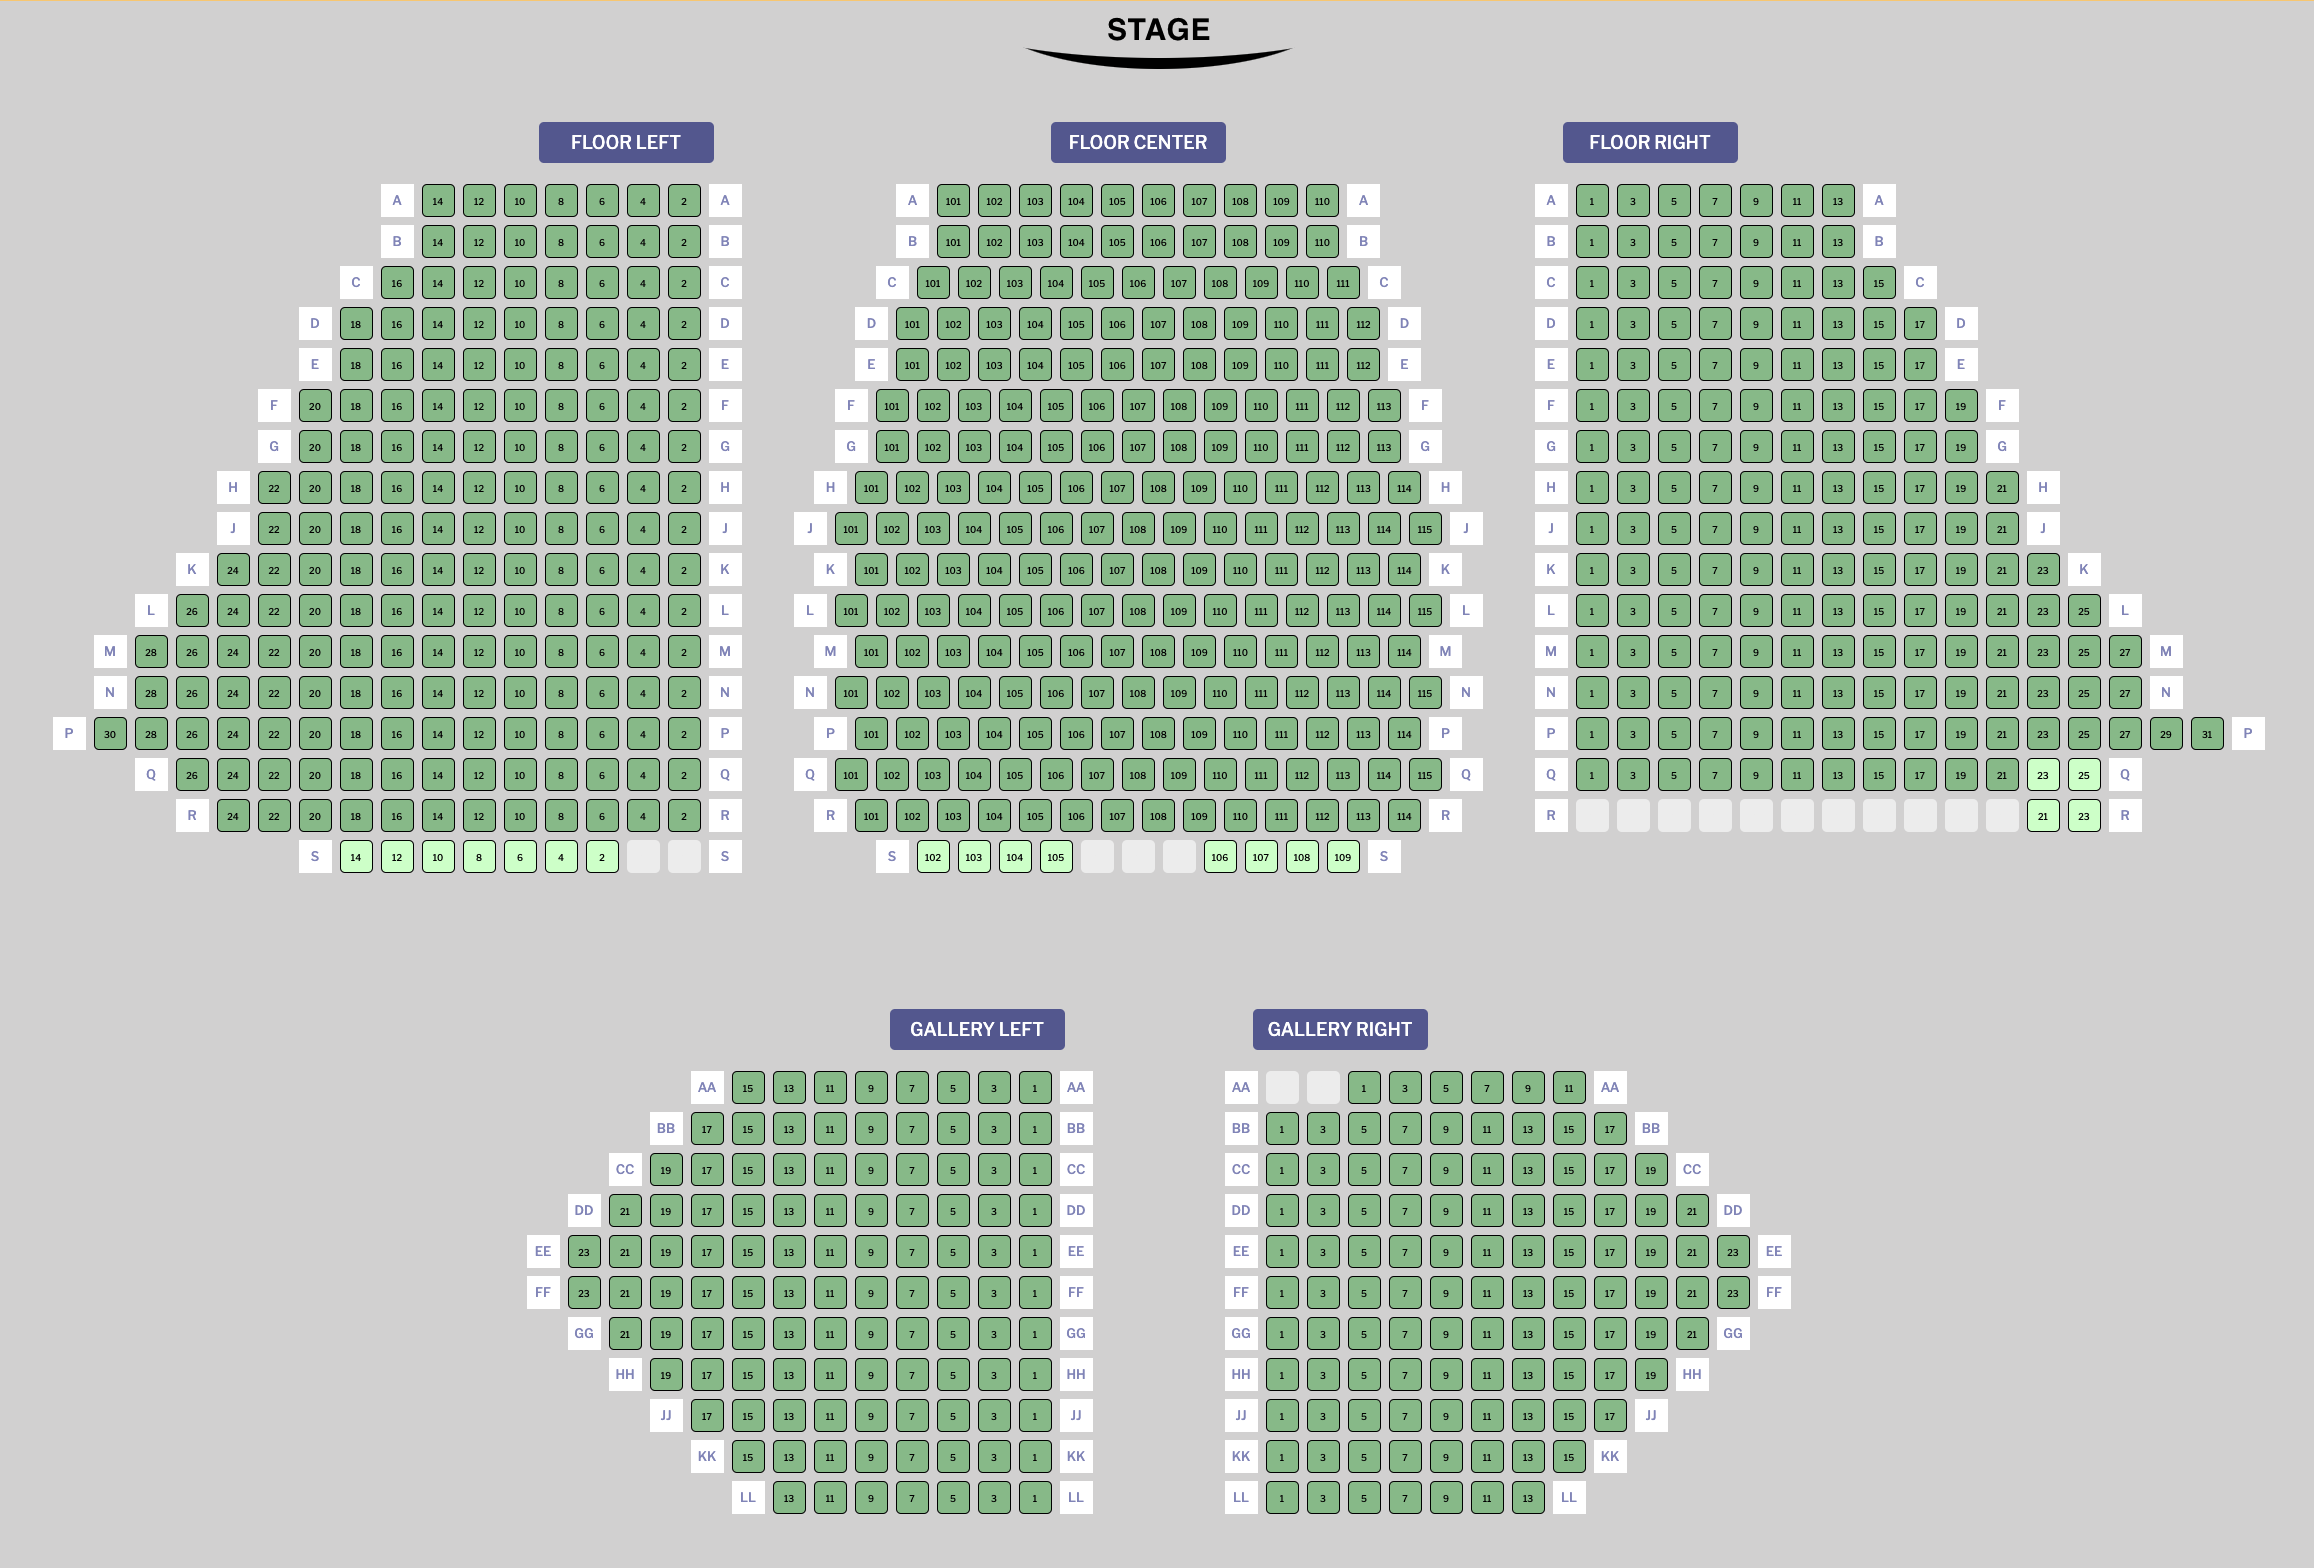 STAGE
FLOOR LEFT FLOOR CENTER FLOOR RIGHT
A 14 12 10 8 6 4 2 A A 101 102 103 104 105 106 107 108 109 110 A A 1 3 5 7 9 11 13 A
B 14 12 10 8 6 4 2 B B 101 102 103 104 105 106 107 108 109 110 B B 1 3 5 7 9 11 13 B
C 16 14 12 10 8 6 4 2 C C 101 102 103 104 105 106 107 108 109 110 111 C C 1 3 5 7 9 11 13 15 C
D 18 16 14 12 10 8 6 4 2 D D 101 102 103 104 105 106 107 108 109 110 111 112 D D 1 3 5 7 9 11 13 15 17 D
E 18 16 14 12 10 8 6 4 2 E E 101 102 103 104 105 106 107 108 109 110 111 112 E E 1 3 5 7 9 11 13 15 17 E
F 20 18 16 14 12 10 8 6 4 2 F F 101 102 103 104 105 106 107 108 109 110 111 112 113 F F 1 3 5 7 9 11 13 15 17 19 F
G 20 18 16 14 12 10 8 6 4 2 G G 101 102 103 104 105 106 107 108 109 110 111 112 113 G G 1 3 5 7 9 11 13 15 17 19 G
H 22 20 18 16 14 12 10 8 6 4 2 H H 101 102 103 104 105 106 107 108 109 110 111 112 113 114 H H 1 3 5 7 9 11 13 15 17 19 21 H
J 22 20 18 16 14 12 10 8 6 4 2 J J 101 102 103 104 105 106 107 108 109 110 111 112 113 114 115 J J 1 3 5 7 9 11 13 15 17 19 21 J
K 24 22 20 18 16 14 12 10 8 6 4 2 K K 101 102 103 104 105 106 107 108 109 110 111 112 113 114 K K 1 3 5 7 9 11 13 15 17 19 21 23 K
L 26 24 22 20 18 16 14 12 10 8 6 4 2 L L 101 102 103 104 105 106 107 108 109 110 111 112 113 114 115 L L 1 3 5 7 9 11 13 15 17 19 21 23 25 L
M 28 26 24 22 20 18 16 14 12 10 8 6 4 2 M M 101 102 103 104 105 106 107 108 109 110 111 112 113 114 M M 1 3 5 7 9 11 13 15 17 19 21 23 25 27 M
N 28 26 24 22 20 18 16 14 12 10 8 6 4 2 N N 101 102 103 104 105 106 107 108 109 110 111 112 113 114 115 N N 1 3 5 7 9 11 13 15 17 19 21 23 25 27 N
P 30 28 26 24 22 20 18 16 14 12 10 8 6 4 2 P P 101 102 103 104 105 106 107 108 109 110 111 112 113 114 P P 1 3 5 7 9 11 13 15 17 19 21 23 25 27 29 31 P
Q 26 24 22 20 18 16 14 12 10 8 6 4 2 Q Q 101 102 103 104 105 106 107 108 109 110 111 112 113 114 115 Q Q 1 3 5 7 9 11 13 15 17 19 21 23 25 Q
R 24 22 20 18 16 14 12 10 8 6 4 2 R R 101 102 103 104 105 106 107 108 109 110 111 112 113 114 R R 21 23 R
S 14 12 10 8 6 4 2 S S 102 103 104 105 106 107 108 109 S
GALLERY LEFT GALLERY RIGHT
AA 15 13 11 9 7 5 3 1 AA AA 1 3 5 7 9 11 AA
BB 17 15 13 11 9 7 5 3 1 BB BB 1 3 5 7 9 11 13 15 17 BB
CC 19 17 15 13 11 9 7 5 3 1 CC CC 1 3 5 7 9 11 13 15 17 19 CC
DD 21 19 17 15 13 11 9 7 5 3 1 DD DD 1 3 5 7 9 11 13 15 17 19 21 DD
EE 23 21 19 17 15 13 11 9 7 5 3 1 EE EE 1 3 5 7 9 11 13 15 17 19 21 23 EE
FF 23 21 19 17 15 13 11 9 7 5 3 1 FF FF 1 3 5 7 9 11 13 15 17 19 21 23 FF
GG 21 19 17 15 13 11 9 7 5 3 1 GG GG 1 3 5 7 9 11 13 15 17 19 21 GG
HH 19 17 15 13 11 9 7 5 3 1 HH HH 1 3 5 7 9 11 13 15 17 19 HH
JJ 17 15 13 11 9 7 5 3 1 JJ JJ 1 3 5 7 9 11 13 15 17 JJ
KK 15 13 11 9 7 5 3 1 KK KK 1 3 5 7 9 11 13 15 KK
LL 13 11 9 7 5 3 1 LL LL 1 3 5 7 9 11 13 LL